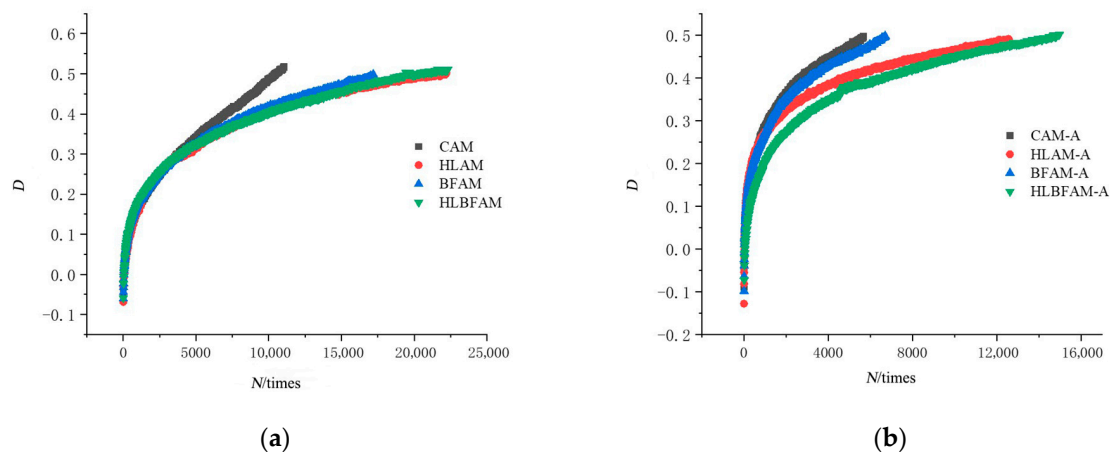 0.6
0.5
0.4
0.3
0.2
0.1
0.0
-0.1
D
0
5000
10,000
15,000
20,000
25,000
N/times
CAM
HLAM
BFAM
HLBFAM
(a)
0.5
0.4
0.3
0.2
0.1
0.0
-0.1
-0.2
D
0
4000
8000
12,000
16,000
N/times
CAM-A
HLAM-A
BFAM-A
HLBFAM-A
(b)